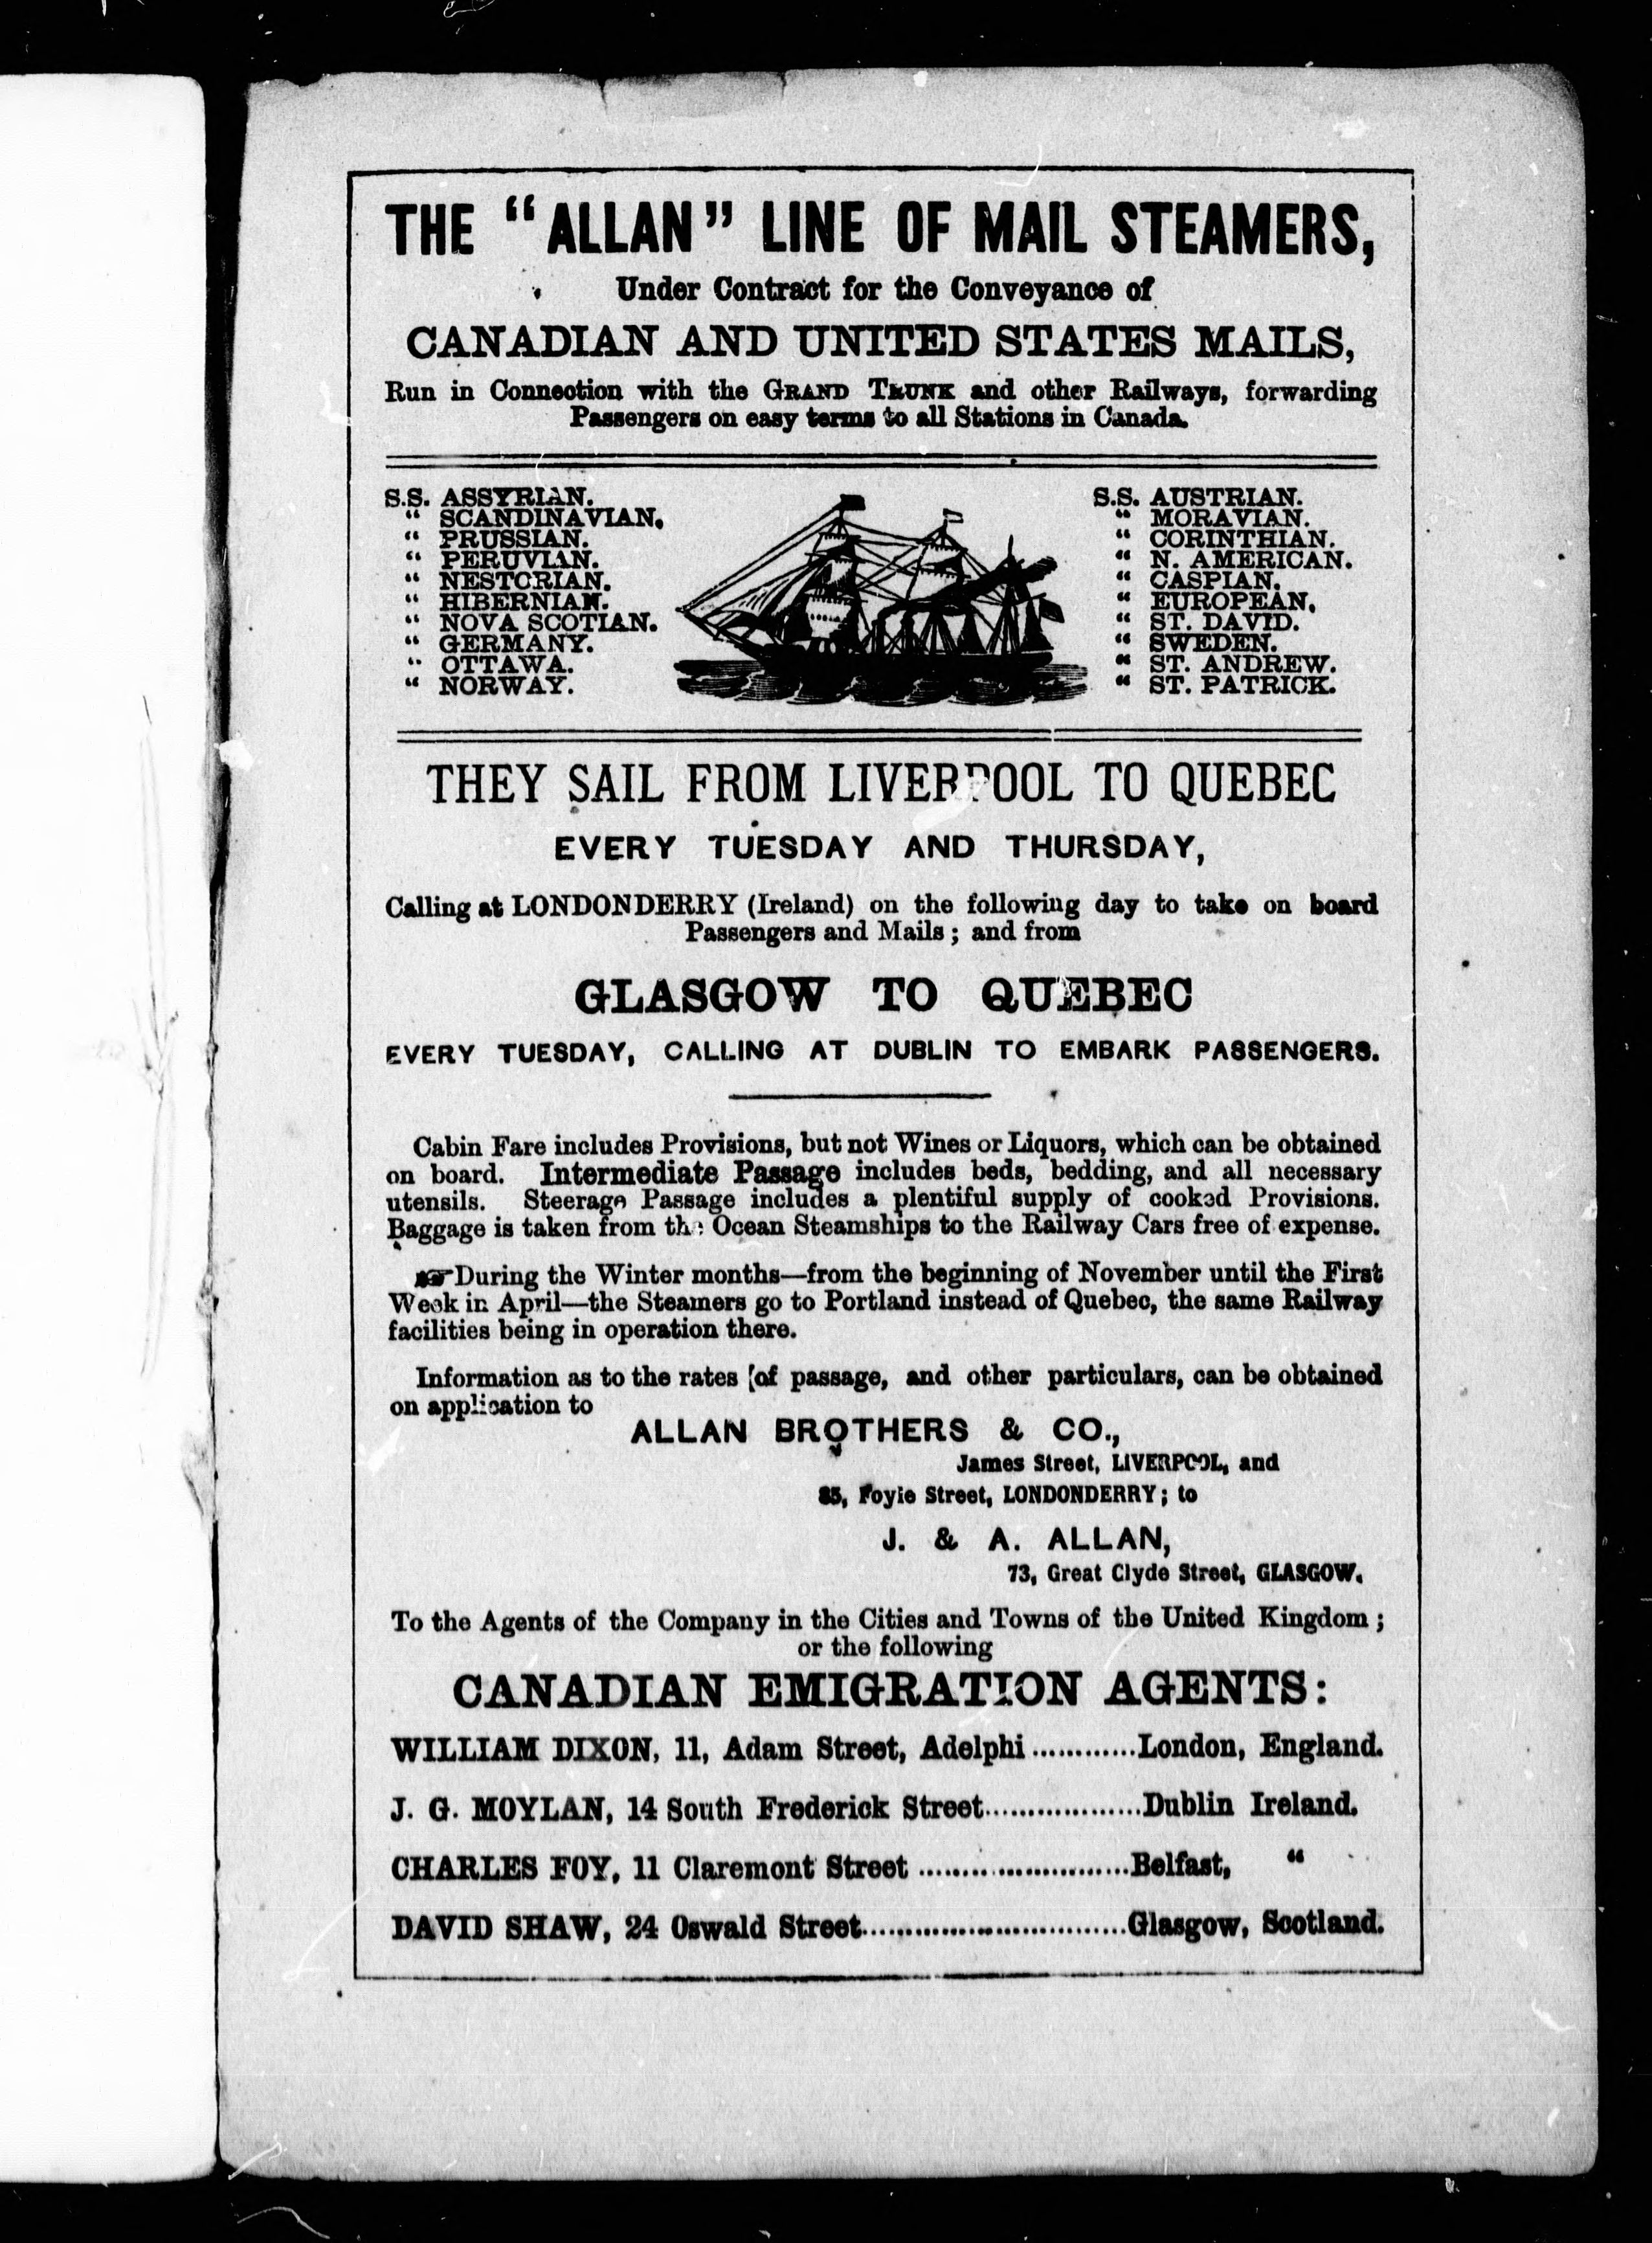 THE "ALLAN" LINE OF MAIL STEAMERS,
Under Contract for the Conveyance of
CANADIAN AND UNITED STATES MAILS,
Run in Connection with the GRAND TRUNK and other Railways, forwarding
Passengers on easy terms to all Stations in Canada.
S.S. ASSYRIAN.
" SCANDINAVIAN.
" PRUSSIAN.
" PERUVIAN.
" NESTORIAN.
" HIBERNIAN.
" NOVA SCOTIAN.
" GERMANY.
" OTTAWA.
" NORWAY.
S.S. AUSTRIAN.
" MORAVIAN.
" CORINTHIAN.
" N. AMERICAN.
" CASPIAN.
" EUROPEAN.
" ST. DAVID.
" SWEDEN.
" ST. ANDREW.
" ST. PATRICK.
THEY SAIL FROM LIVERPOOL TO QUEBEC
EVERY TUESDAY AND THURSDAY,
Calling at LONDONDERRY (Ireland) on the following day to take on board
Passengers and Mails; and from
GLASGOW TO QUEBEC
EVERY TUESDAY, CALLING AT DUBLIN TO EMBARK PASSENGERS.
Cabin Fare includes Provisions, but not Wines or Liquors, which can be obtained
on board. Intermediate Passage includes beds, bedding, and all necessary
utensils. Steerage Passage includes a plentiful supply of cooked Provisions.
Baggage is taken from the Ocean Steamships to the Railway Cars free of expense.
☞During the Winter months—from the beginning of November until the First
Week in April—the Steamers go to Portland instead of Quebec, the same Railway
facilities being in operation there.
Information as to the rates [of passage, and other particulars, can be obtained
on application to
ALLAN BROTHERS & CO.,
James Street, LIVERPOOL, and
85, Foyle Street, LONDONDERRY; to
J. & A. ALLAN,
73, Great Clyde Street, GLASGOW.
To the Agents of the Company in the Cities and Towns of the United Kingdom;
or the following
CANADIAN EMIGRATION AGENTS:
WILLIAM DIXON, 11, Adam Street, Adelphi............London, England.
J. G. MOYLAN, 14 South Frederick Street..................Dublin Ireland.
CHARLES FOY, 11 Claremont Street ........................Belfast, "
DAVID SHAW, 24 Oswald Street..............................Glasgow, Scotland.